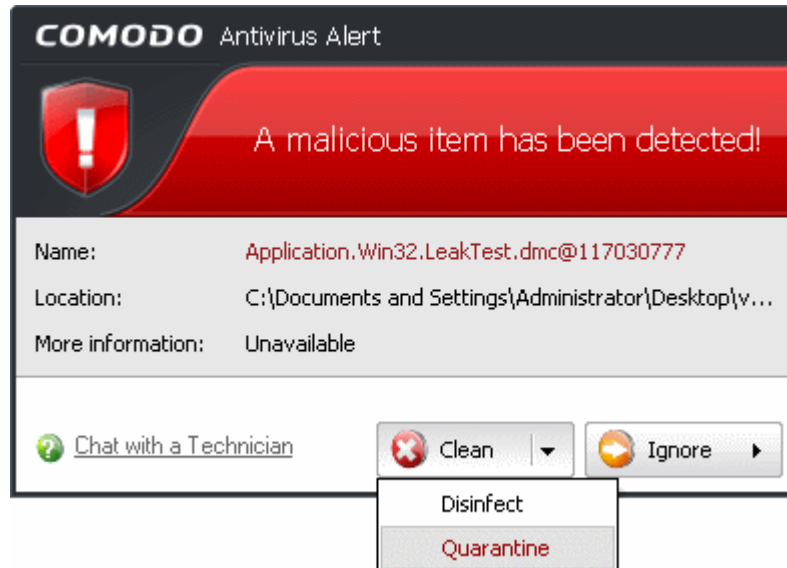 COMODO Antivirus Alert
A malicious item has been detected!
Name: Application.Win32.LeakTest.dmc@117030777
Location: C:\Documents and Settings\Administrator\Desktop\v...
More information: Unavailable
Chat with a Technician Clean Ignore
Disinfect
Quarantine